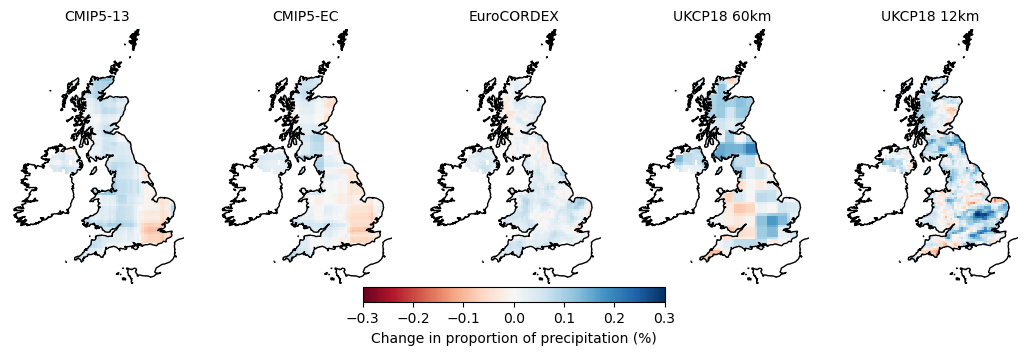 CMIP5-13 CMIP5-EC EuroCORDEX UKCP18 60km UKCP18 12km
−0.3 −0.2 −0.1 0.0 0.1 0.2 0.3
Change in proportion of precipitation (%)